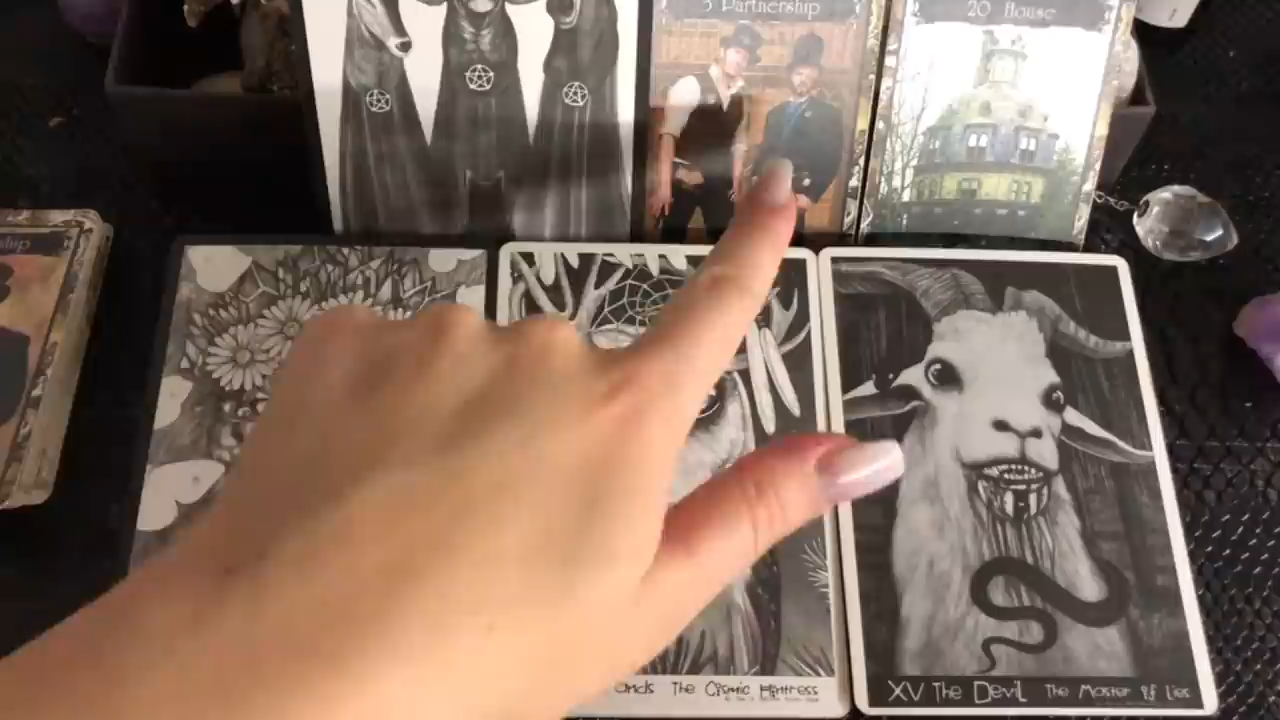 3 Partnership
20 House
The Cosmic Huntress
XV The Devil The Master of Lies